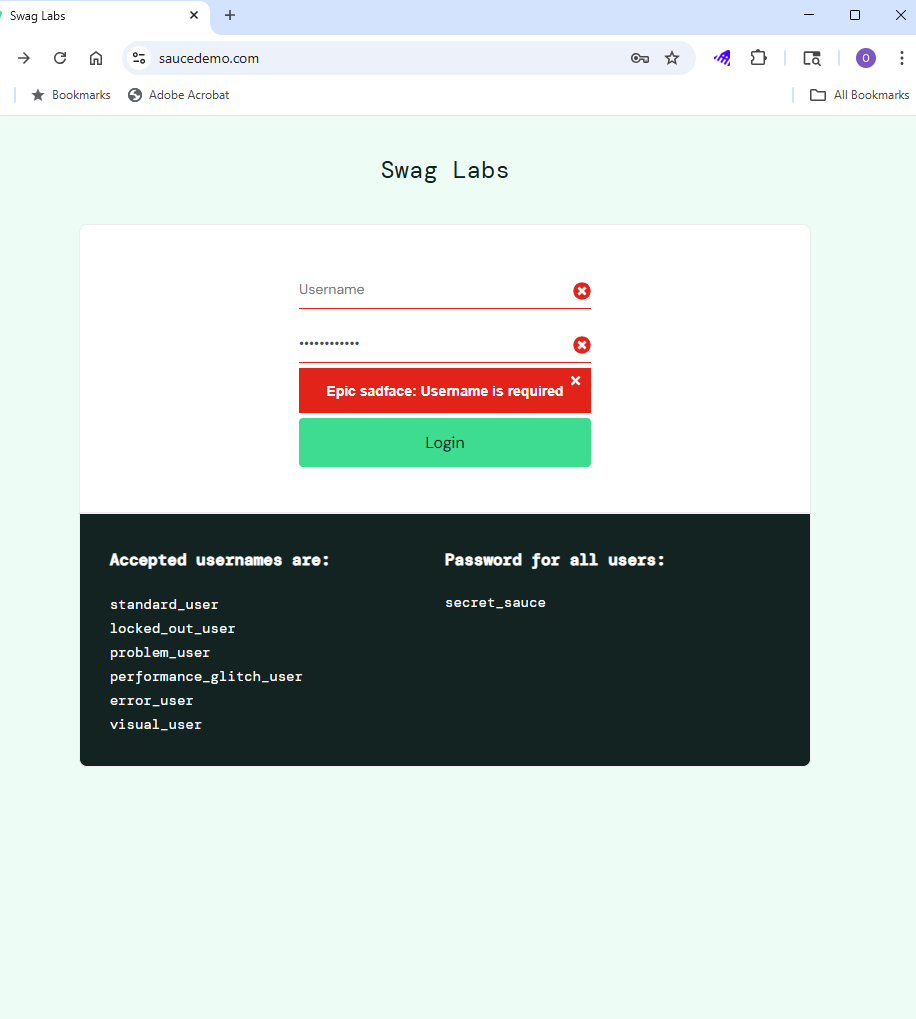 Swag Labs
saucedemo.com
O
Bookmarks
Adobe Acrobat
All Bookmarks
Swag Labs
Username
••••••••••••
Epic sadface: Username is required
Login
Accepted usernames are:
standard_user
locked_out_user
problem_user
performance_glitch_user
error_user
visual_user
Password for all users:
secret_sauce